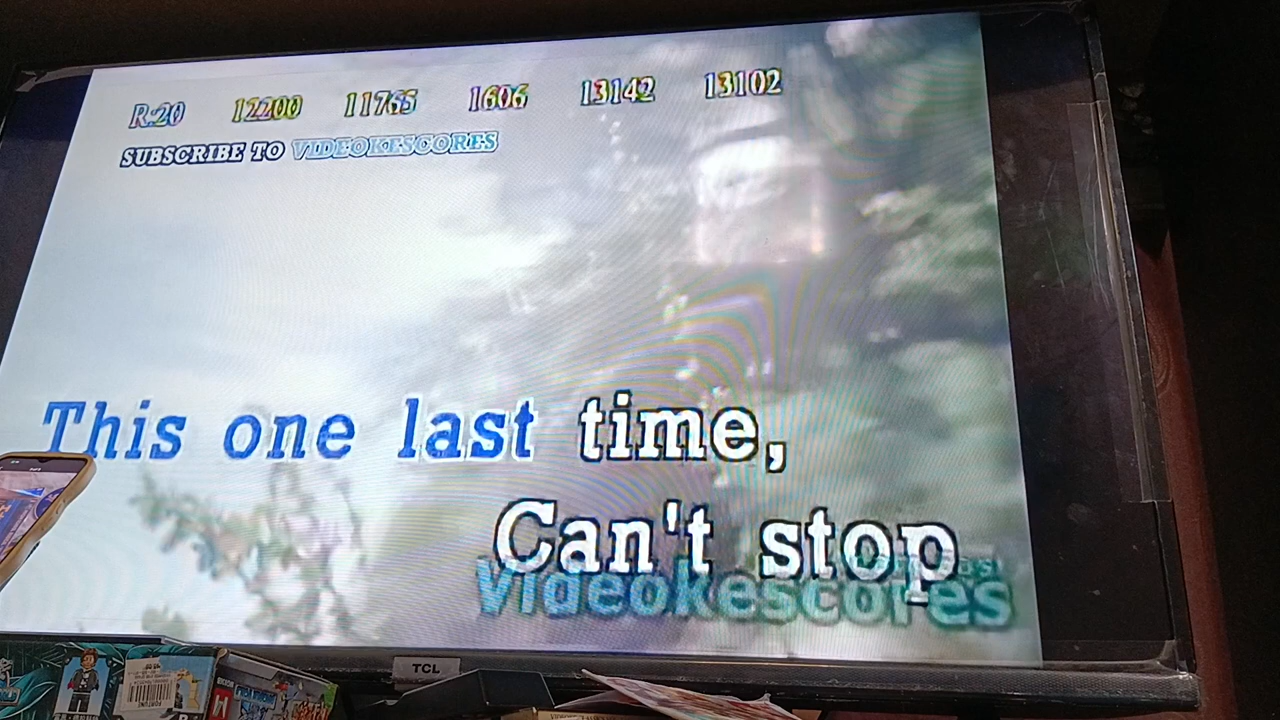 R:20 12200 11765 1606 13142 13102
SUBSCRIBE TO VIDEOKESCORES
This one last time,
Can't stop
Videokescores
TCL